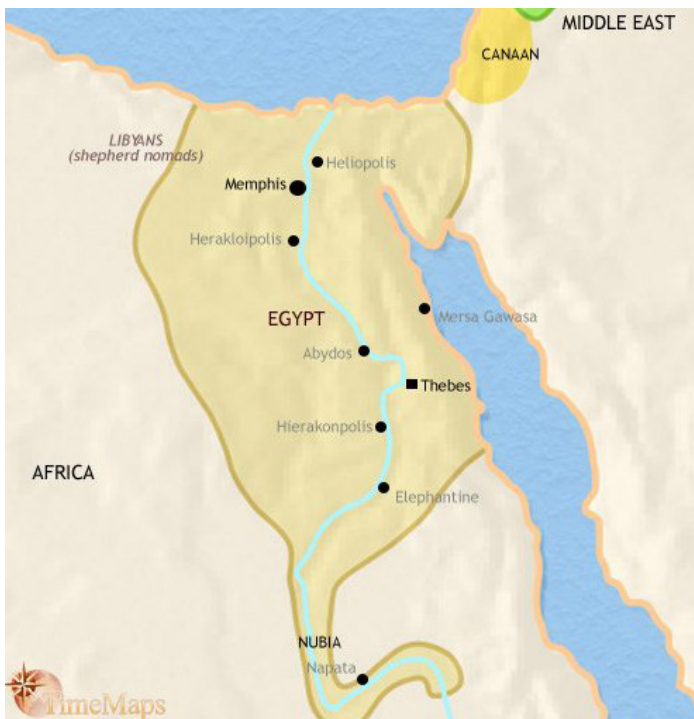 MIDDLE EAST
CANAAN
LIBYANS
(shepherd nomads)
Heliopolis
Memphis
Herakloipolis
EGYPT
Mersa Gawasa
Abydos
Thebes
Hierakonpolis
AFRICA
Elephantine
NUBIA
Napata
TimeMaps